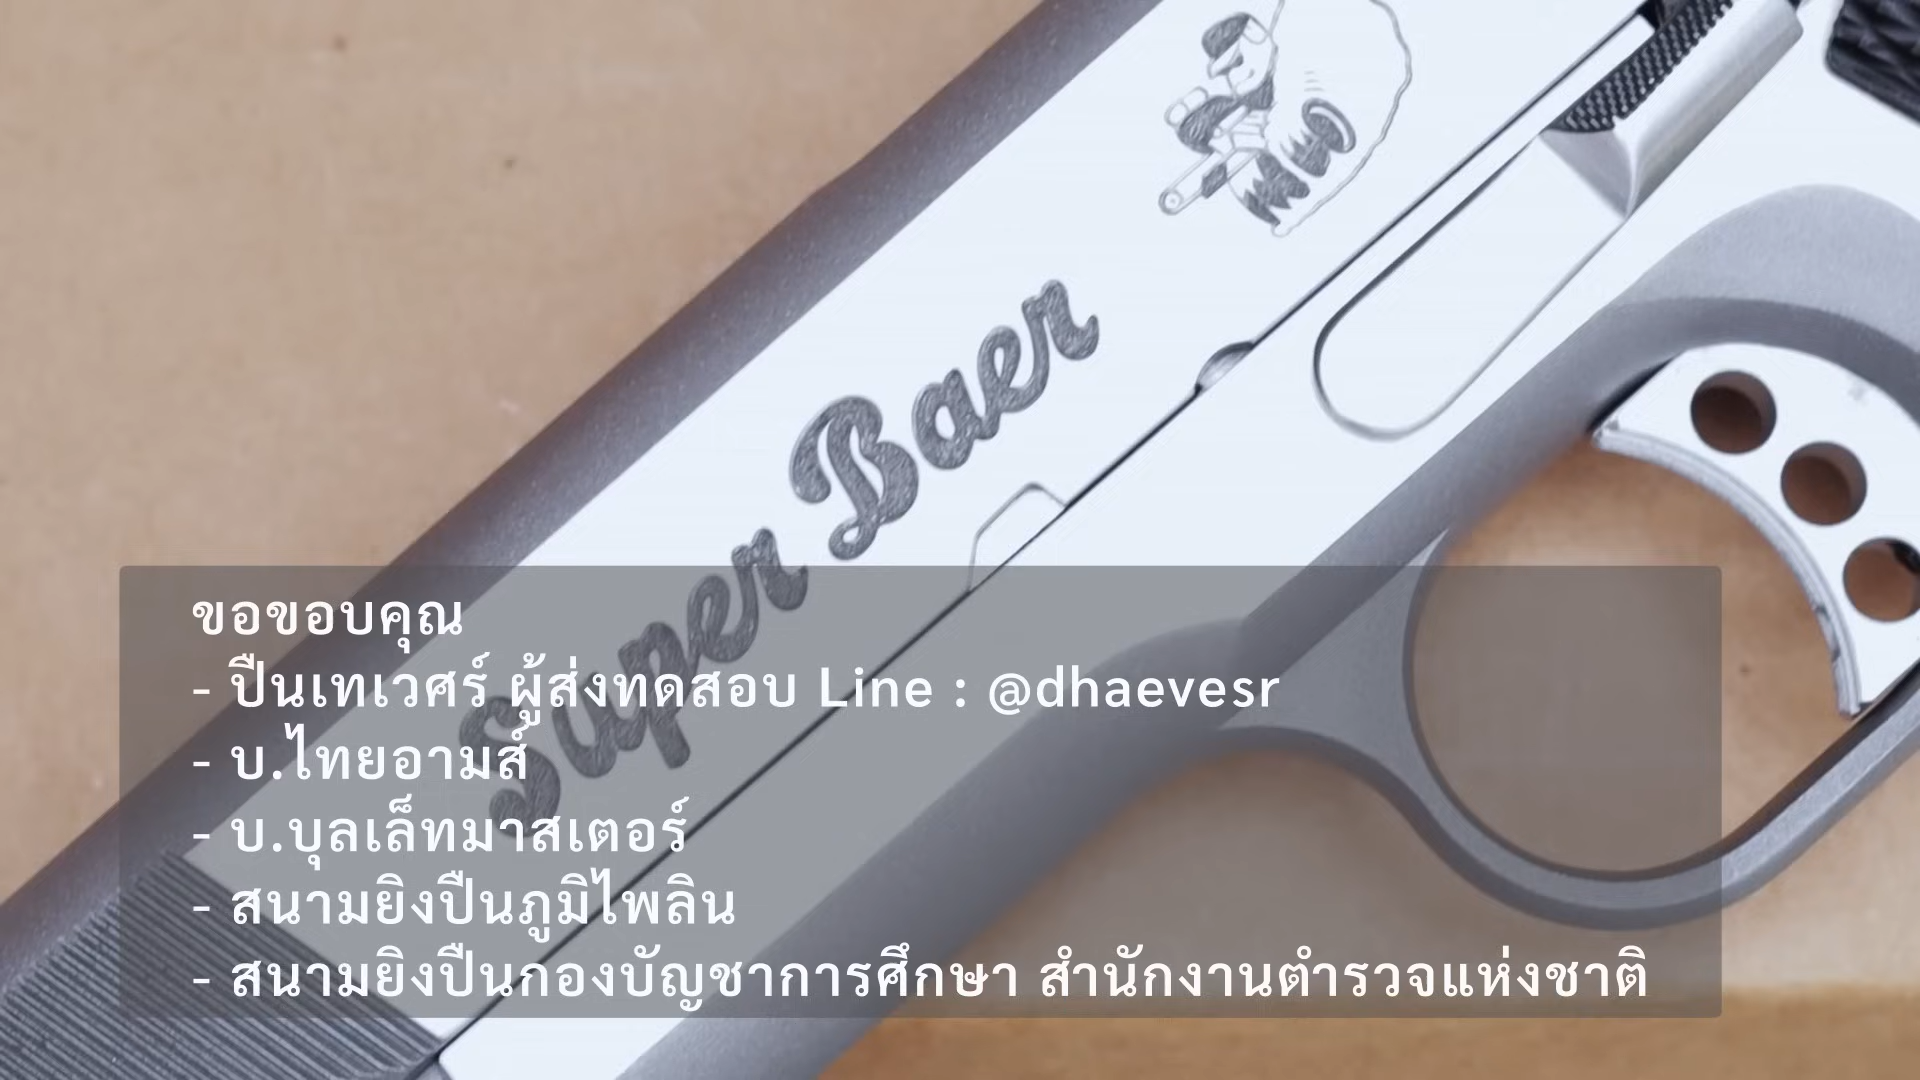 Super Baer
ขอขอบคุณ
- ปืนเทเวศร์ ผู้ส่งทดสอบ Line : @dhaevesr
- บ.ไทยอามส์
- บ.บุลเล็ทมาสเตอร์
- สนามยิงปืนภูมิไพลิน
- สนามยิงปืนกองบัญชาการศึกษา สำนักงานตำรวจแห่งชาติ